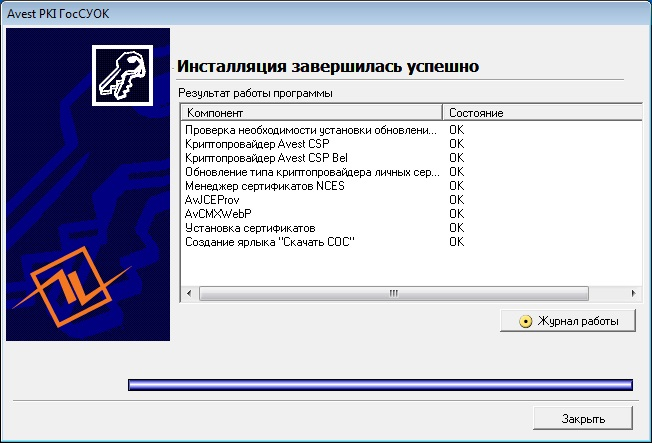 Avest PKI ГосСУОК
Инсталляция завершилась успешно
Результат работы программы
Компонент Состояние
Проверка необходимости установки обновлени... OK
Криптопровайдер Avest CSP OK
Криптопровайдер Avest CSP Bel OK
Обновление типа криптопровайдера личных сер... OK
Менеджер сертификатов NCES OK
AvJCEProv OK
AvCMXWebP OK
Установка сертификатов OK
Создание ярлыка "Скачать СОС" OK
Журнал работы
Закрыть